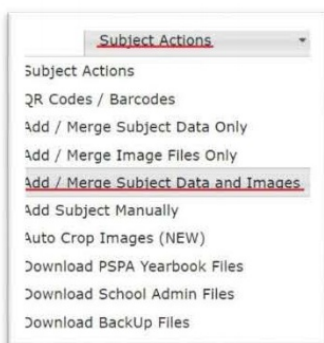 Subject Actions
Subject Actions
QR Codes / Barcodes
Add / Merge Subject Data Only
Add / Merge Image Files Only
Add / Merge Subject Data and Images
Add Subject Manually
Auto Crop Images (NEW)
Download PSPA Yearbook Files
Download School Admin Files
Download BackUp Files